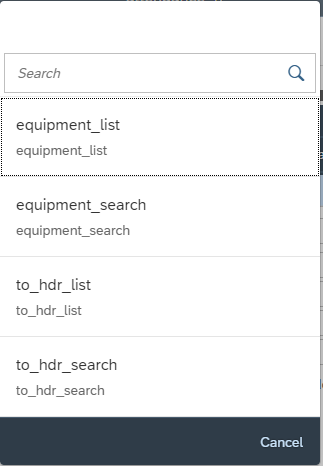 Search
equipment_list
equipment_list
equipment_search
equipment_search
to_hdr_list
to_hdr_list
to_hdr_search
to_hdr_search
Cancel